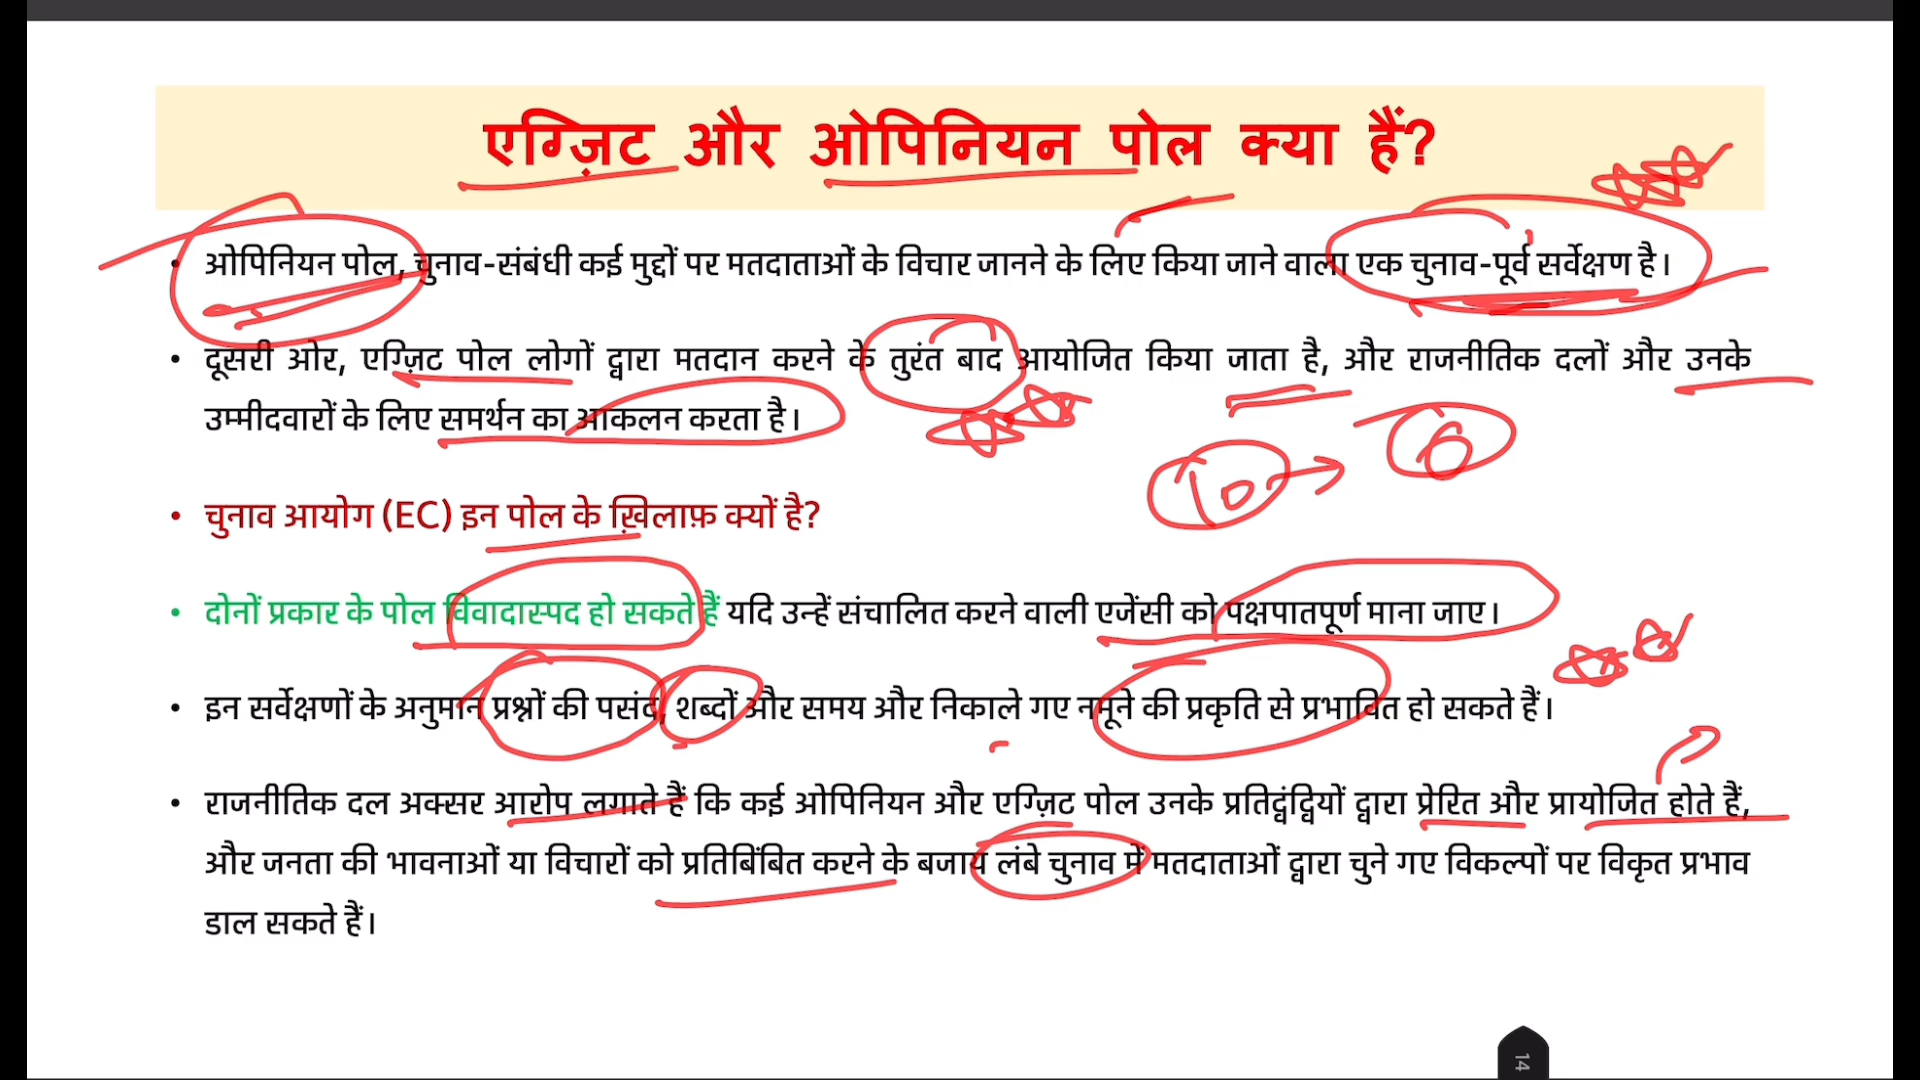 एग्ज़िट और ओपिनियन पोल क्या हैं?
• ओपिनियन पोल, चुनाव-संबंधी कई मुद्दों पर मतदाताओं के विचार जानने के लिए किया जाने वाला एक चुनाव-पूर्व सर्वेक्षण है।
• दूसरी ओर, एग्ज़िट पोल लोगों द्वारा मतदान करने के तुरंत बाद आयोजित किया जाता है, और राजनीतिक दलों और उनके
उम्मीदवारों के लिए समर्थन का आकलन करता है।
10 → 6
• चुनाव आयोग (EC) इन पोल के ख़िलाफ़ क्यों है?
• दोनों प्रकार के पोल विवादास्पद हो सकते हैं यदि उन्हें संचालित करने वाली एजेंसी को पक्षपातपूर्ण माना जाए।
• इन सर्वेक्षणों के अनुमान प्रश्नों की पसंद, शब्दों और समय और निकाले गए नमूने की प्रकृति से प्रभावित हो सकते हैं।
• राजनीतिक दल अक्सर आरोप लगाते हैं कि कई ओपिनियन और एग्ज़िट पोल उनके प्रतिद्वंद्वियों द्वारा प्रेरित और प्रायोजित होते हैं,
और जनता की भावनाओं या विचारों को प्रतिबिंबित करने के बजाय लंबे चुनाव में मतदाताओं द्वारा चुने गए विकल्पों पर विकृत प्रभाव
डाल सकते हैं।
14